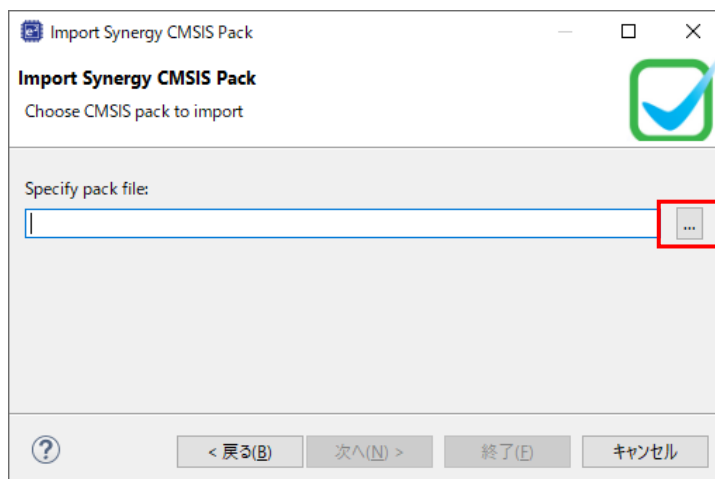 Import Synergy CMSIS Pack
Import Synergy CMSIS Pack
Choose CMSIS pack to import
Specify pack file:
...
< 戻る(B) 次へ(N) > 終了(F) キャンセル